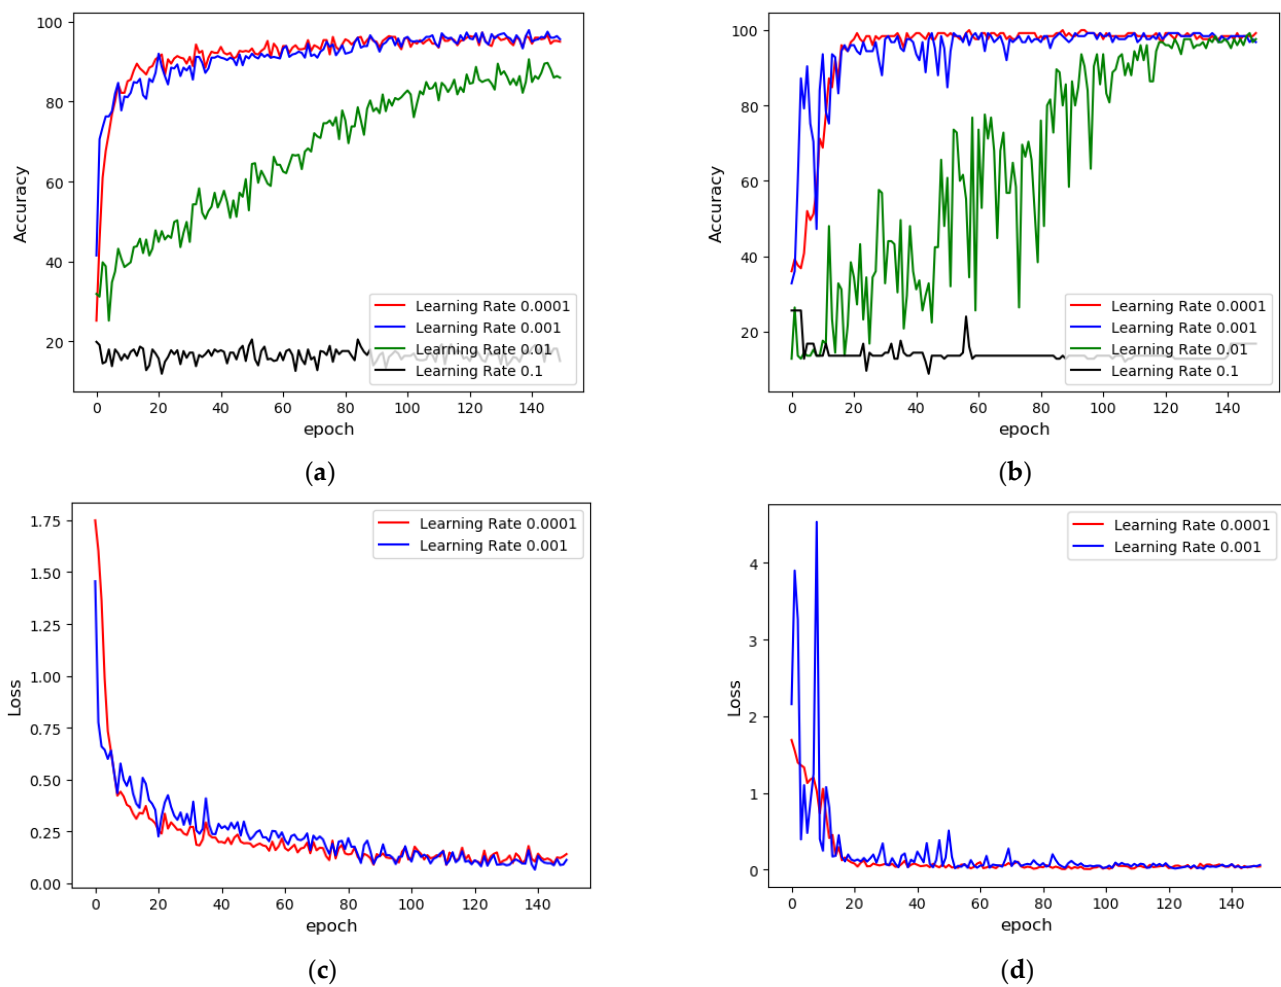 100
80
60
40
20
Accuracy
Learning Rate 0.0001
Learning Rate 0.001
Learning Rate 0.01
Learning Rate 0.1
0 20 40 60 80 100 120 140
epoch
(a)
100
80
60
40
20
Accuracy
Learning Rate 0.0001
Learning Rate 0.001
Learning Rate 0.01
Learning Rate 0.1
0 20 40 60 80 100 120 140
epoch
(b)
1.75
1.50
1.25
1.00
0.75
0.50
0.25
0.00
Loss
Learning Rate 0.0001
Learning Rate 0.001
0 20 40 60 80 100 120 140
epoch
(c)
4
3
2
1
0
Loss
Learning Rate 0.0001
Learning Rate 0.001
0 20 40 60 80 100 120 140
epoch
(d)